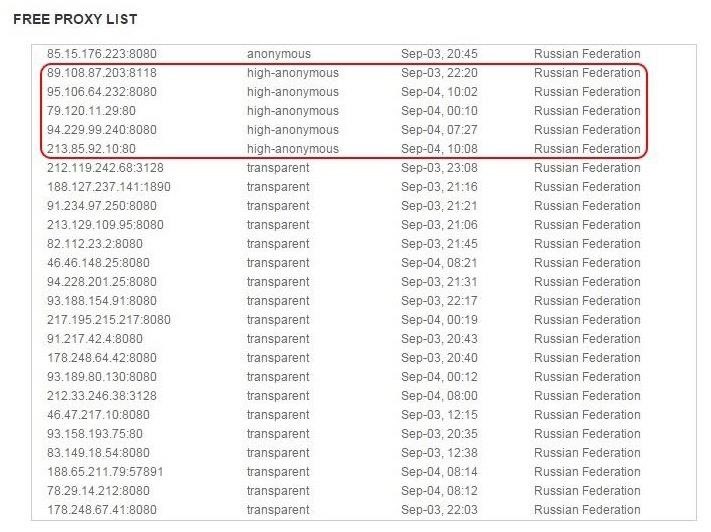 FREE PROXY LIST
85.15.176.223:8080 anonymous Sep-03, 20:45 Russian Federation
89.108.87.203:8118 high-anonymous Sep-03, 22:20 Russian Federation
95.106.64.232:8080 high-anonymous Sep-04, 10:02 Russian Federation
79.120.11.29:80 high-anonymous Sep-04, 00:10 Russian Federation
94.229.99.240:8080 high-anonymous Sep-04, 07:27 Russian Federation
213.85.92.10:80 high-anonymous Sep-04, 10:08 Russian Federation
212.119.242.68:3128 transparent Sep-03, 23:08 Russian Federation
188.127.237.141:1890 transparent Sep-03, 21:16 Russian Federation
91.234.97.250:8080 transparent Sep-03, 21:21 Russian Federation
213.129.109.95:8080 transparent Sep-03, 21:06 Russian Federation
82.112.23.2:8080 transparent Sep-03, 21:45 Russian Federation
46.46.148.25:8080 transparent Sep-04, 08:21 Russian Federation
94.228.201.25:8080 transparent Sep-03, 21:31 Russian Federation
93.188.154.91:8080 transparent Sep-03, 22:17 Russian Federation
217.195.215.217:8080 transparent Sep-04, 00:19 Russian Federation
91.217.42.4:8080 transparent Sep-03, 20:43 Russian Federation
178.248.64.42:8080 transparent Sep-03, 20:40 Russian Federation
93.189.80.130:8080 transparent Sep-04, 00:12 Russian Federation
212.33.246.38:3128 transparent Sep-04, 08:00 Russian Federation
46.47.217.10:8080 transparent Sep-03, 12:15 Russian Federation
93.158.193.75:80 transparent Sep-03, 20:35 Russian Federation
83.149.18.54:8080 transparent Sep-03, 12:38 Russian Federation
188.65.211.79:57891 transparent Sep-04, 08:14 Russian Federation
78.29.14.212:8080 transparent Sep-04, 08:12 Russian Federation
178.248.67.41:8080 transparent Sep-03, 22:03 Russian Federation